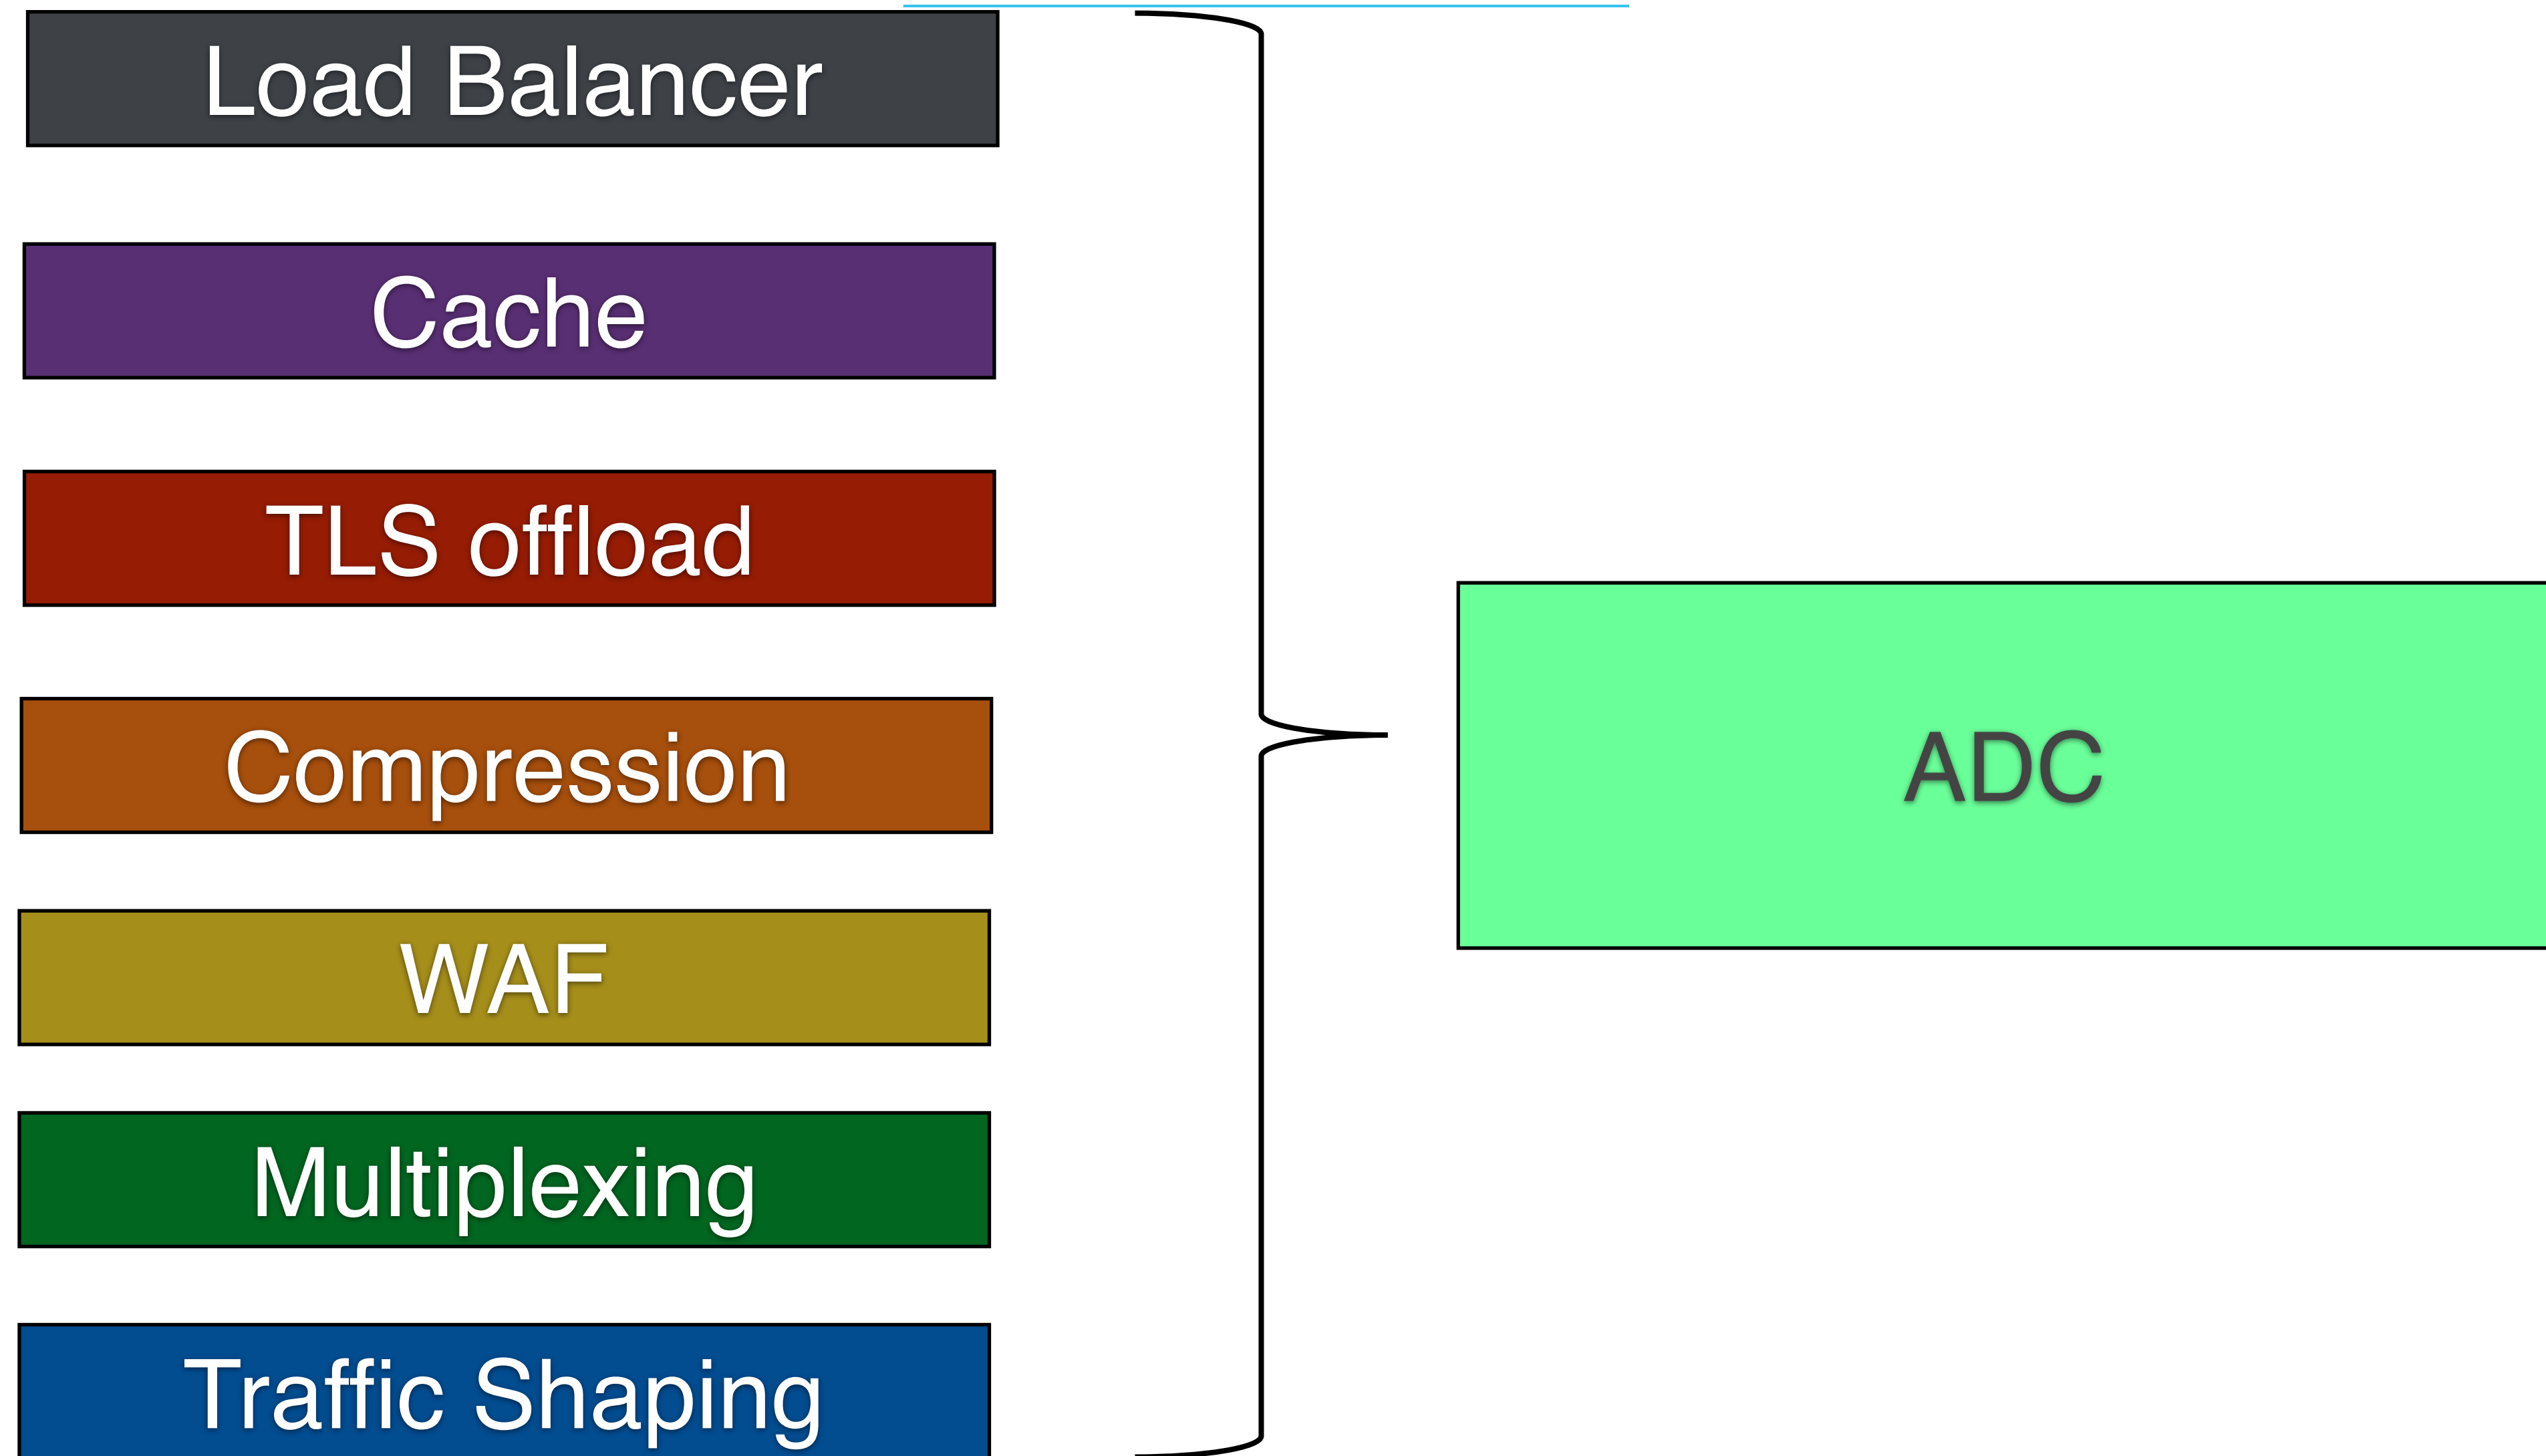 Load Balancer
Cache
TLS offload
Compression
WAF
Multiplexing
Traffic Shaping
ADC